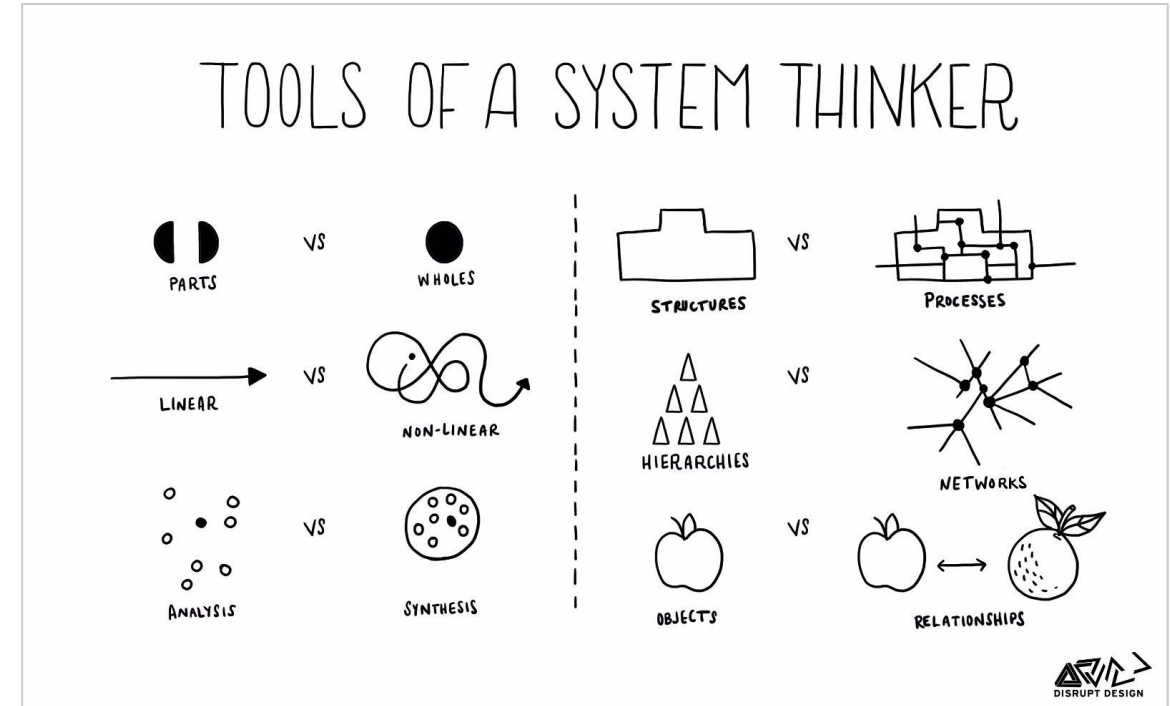 TOOLS OF A SYSTEM THINKER
PARTS VS WHOLES
LINEAR VS NON-LINEAR
ANALYSIS VS SYNTHESIS
STRUCTURES VS PROCESSES
HIERARCHIES VS NETWORKS
OBJECTS VS RELATIONSHIPS
DISRUPT DESIGN